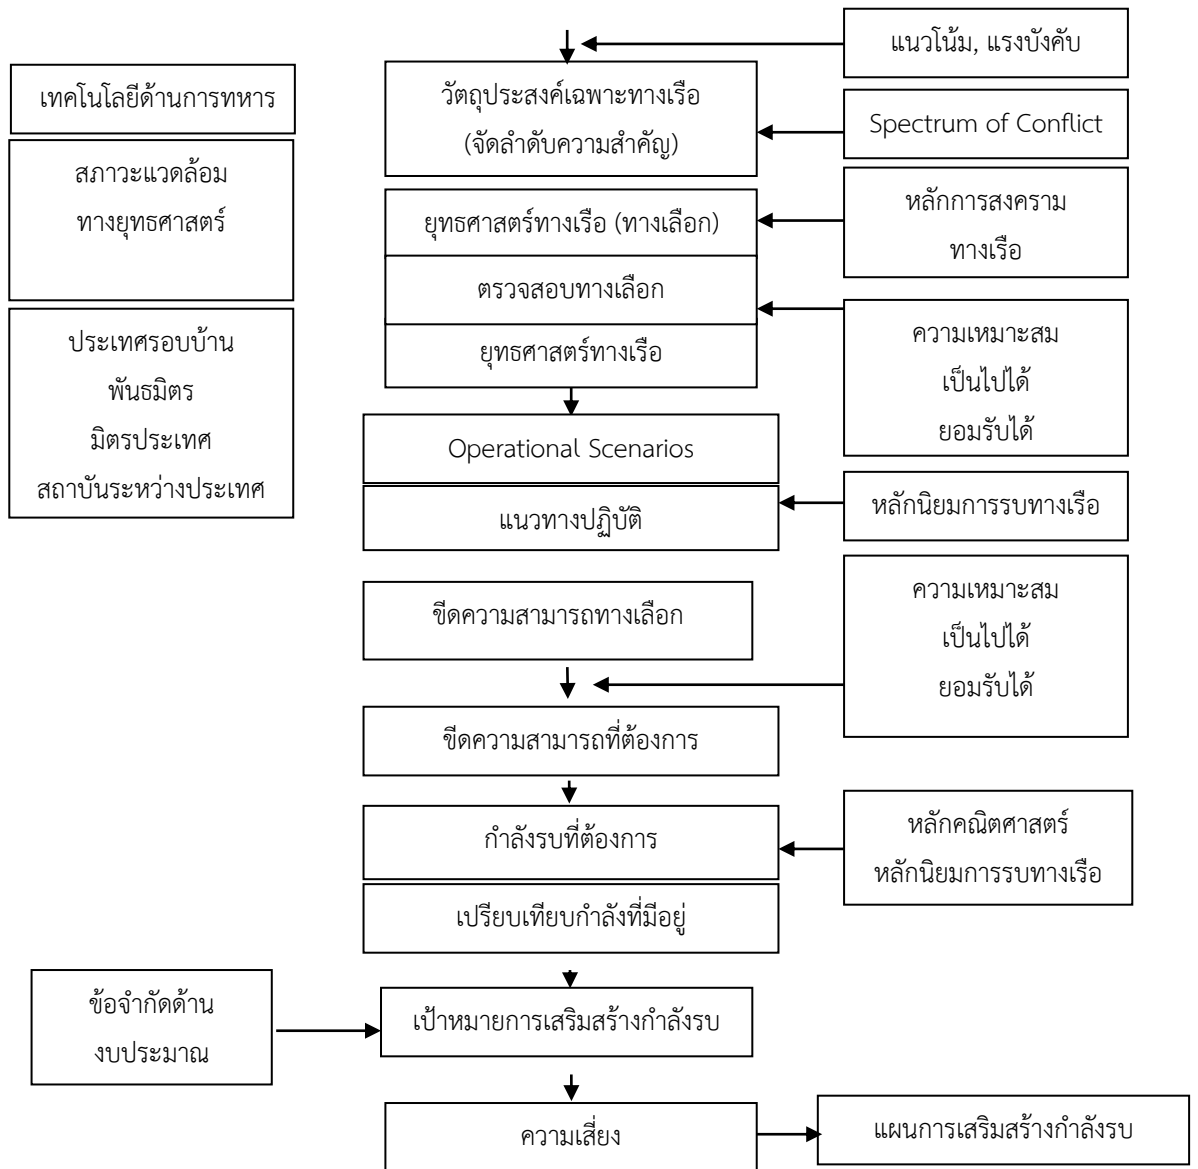 แนวโน้ม, แรงบังคับ
เทคโนโลยีด้านการทหาร
วัตถุประสงค์เฉพาะทางเรือ
(จัดลำดับความสำคัญ)
Spectrum of Conflict
สภาวะแวดล้อม
ทางยุทธศาสตร์
ยุทธศาสตร์ทางเรือ (ทางเลือก)
หลักการสงคราม
ทางเรือ
ตรวจสอบทางเลือก
ยุทธศาสตร์ทางเรือ
ประเทศรอบบ้าน
พันธมิตร
มิตรประเทศ
สถาบันระหว่างประเทศ
ความเหมาะสม
เป็นไปได้
ยอมรับได้
Operational Scenarios
แนวทางปฏิบัติ
หลักนิยมการรบทางเรือ
ขีดความสามารถทางเลือก
ความเหมาะสม
เป็นไปได้
ยอมรับได้
ขีดความสามารถที่ต้องการ
กำลังรบที่ต้องการ
หลักคณิตศาสตร์
หลักนิยมการรบทางเรือ
เปรียบเทียบกำลังที่มีอยู่
ข้อจำกัดด้าน
งบประมาณ
เป้าหมายการเสริมสร้างกำลังรบ
ความเสี่ยง
แผนการเสริมสร้างกำลังรบ